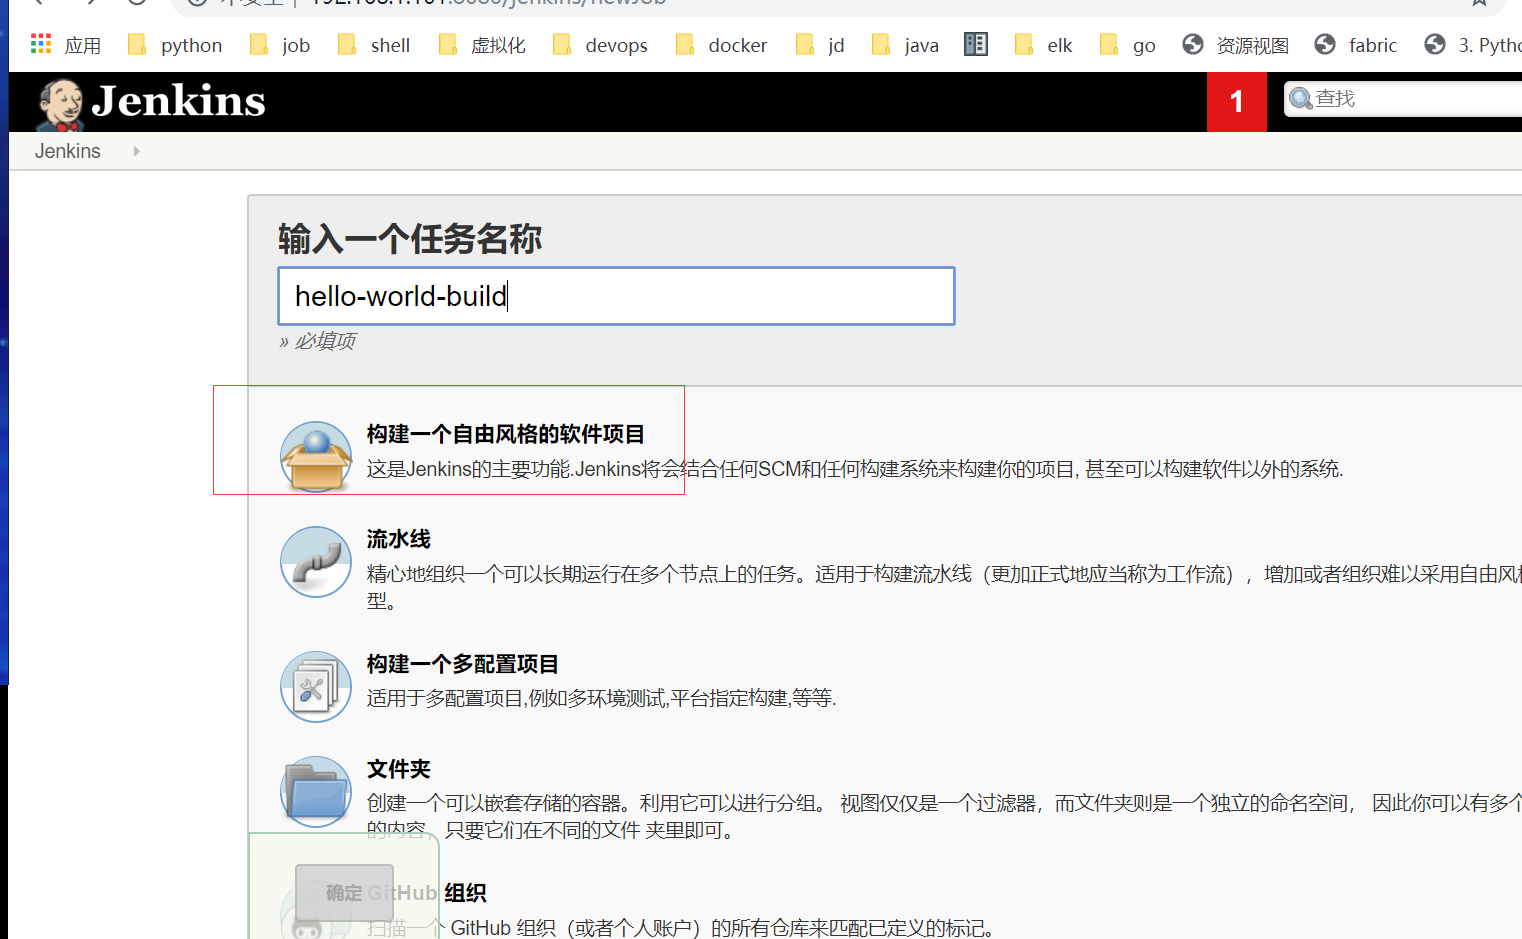 应用 python job shell 虚拟化 devops docker jd java elk go 资源视图 fabric 3.
Jenkins 1 查找
Jenkins
输入一个任务名称
hello-world-build
» 必填项
构建一个自由风格的软件项目
这是Jenkins的主要功能.Jenkins将会结合任何SCM和任何构建系统来构建你的项目, 甚至可以构建软件以外的系统.
流水线
精心地组织一个可以长期运行在多个节点上的任务。适用于构建流水线（更加正式地应当称为工作流），增加或者组织难以采用自由风
型。
构建一个多配置项目
适用于多配置项目,例如多环境测试,平台指定构建,等等.
文件夹
创建一个可以嵌套存储的容器。利用它可以进行分组。 视图仅仅是一个过滤器，而文件夹则是一个独立的命名空间， 因此你可以有多个
的内容，只要它们在不同的文件 夹里即可。
确定 GitHub 组织
扫描一个 GitHub 组织（或者个人账户）的所有仓库来匹配已定义的标记。